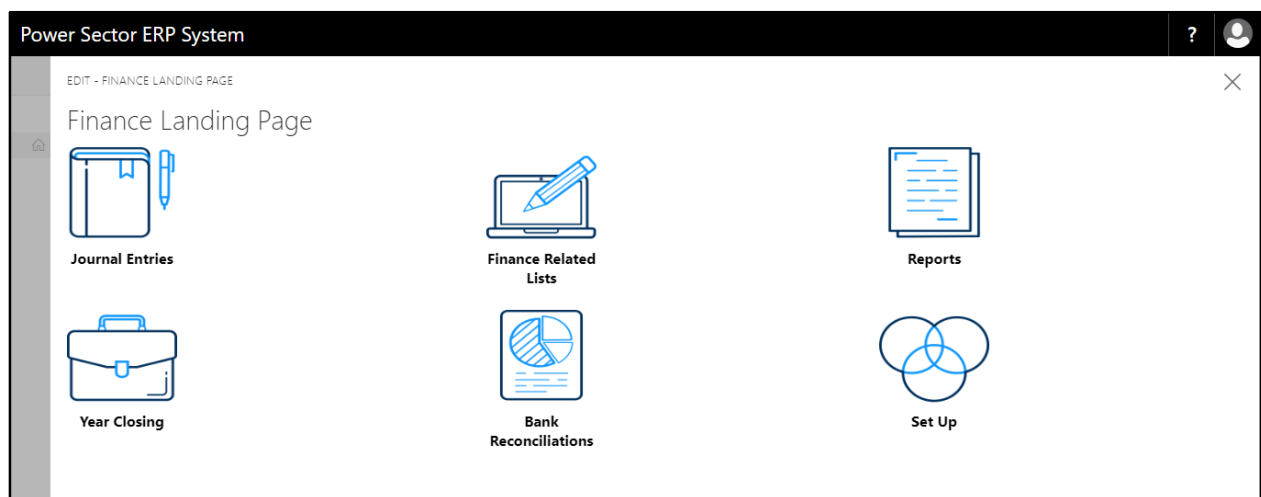 Power Sector ERP System
?
EDIT - FINANCE LANDING PAGE
Finance Landing Page
Journal Entries
Finance Related
Lists
Reports
Year Closing
Bank
Reconciliations
Set Up